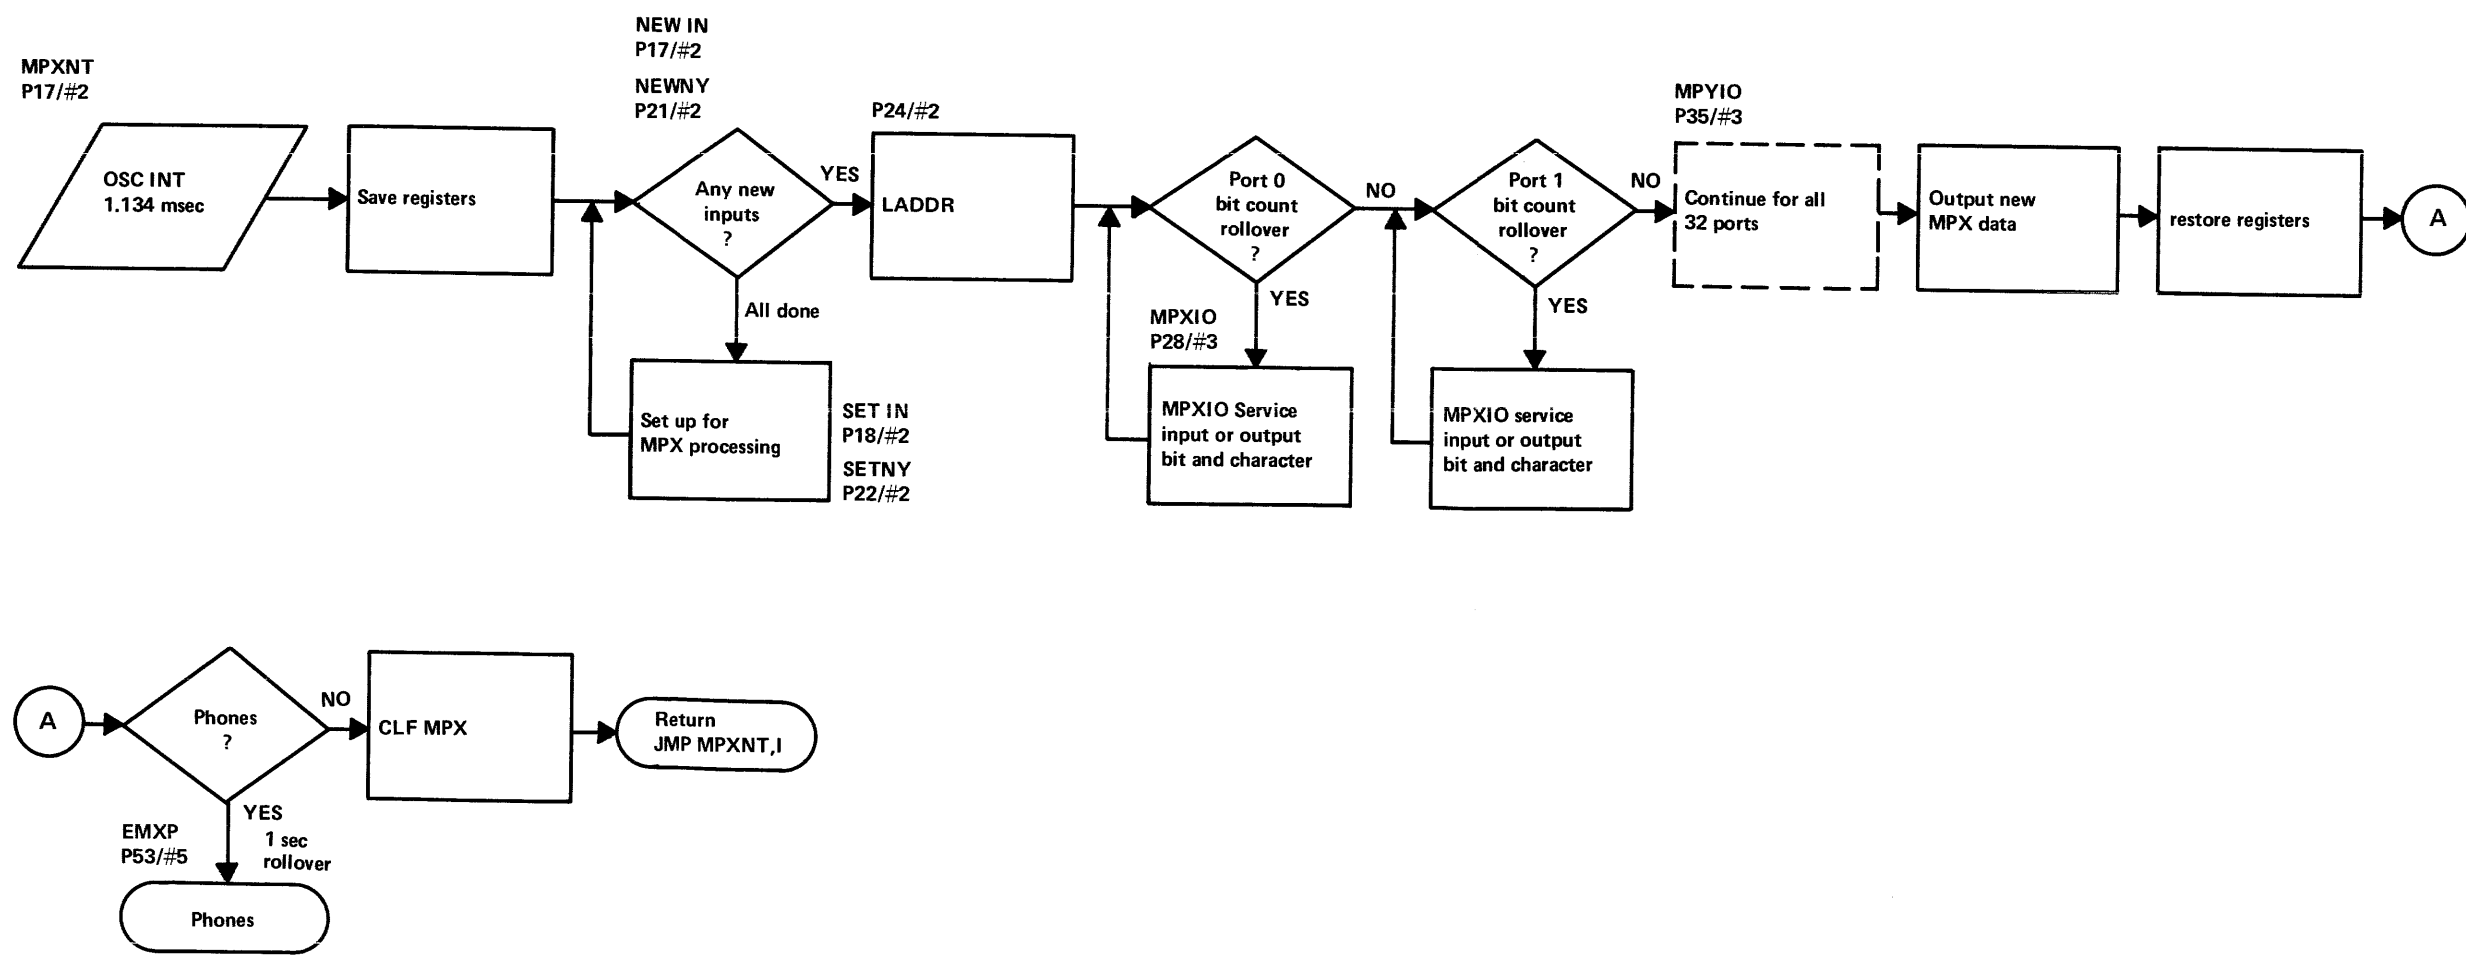 MPXNT
P17/#2
OSC INT
1.134 msec
Save registers
NEW IN
P17/#2
NEWNY
P21/#2
Any new
inputs
?
YES
All done
Set up for
MPX processing
SET IN
P18/#2
SETNY
P22/#2
P24/#2
LADDR
Port 0
bit count
rollover
?
NO
YES
MPXIO
P28/#3
MPXIO Service
input or output
bit and character
Port 1
bit count
rollover
?
NO
YES
MPXIO service
input or output
bit and character
MPYIO
P35/#3
Continue for all
32 ports
Output new
MPX data
restore registers
A
A
Phones
?
NO
YES
1 sec
rollover
EMXP
P53/#5
Phones
CLF MPX
Return
JMP MPXNT,I